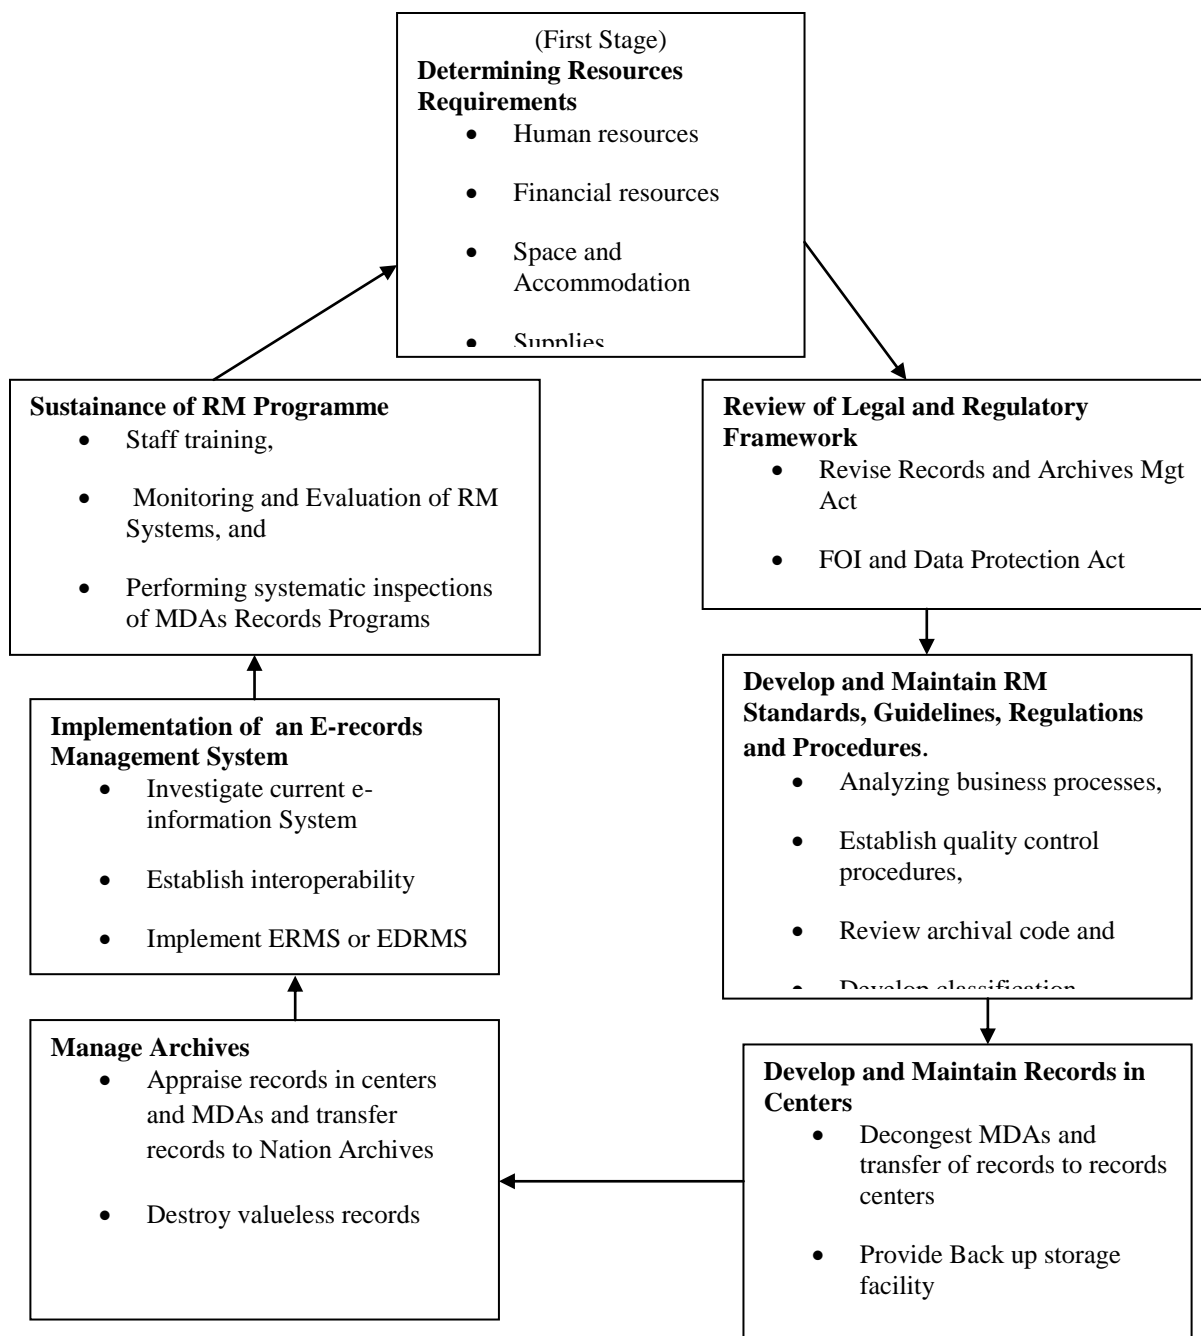 (First Stage)
Determining Resources
Requirements
• Human resources
• Financial resources
• Space and
Accommodation
• Supplies
Review of Legal and Regulatory
Framework
• Revise Records and Archives Mgt
Act
• FOI and Data Protection Act
Develop and Maintain RM
Standards, Guidelines, Regulations
and Procedures.
• Analyzing business processes,
• Establish quality control
procedures,
• Review archival code and
• Develop classification
Develop and Maintain Records in
Centers
• Decongest MDAs and
transfer of records to records
centers
• Provide Back up storage
facility
Manage Archives
• Appraise records in centers
and MDAs and transfer
records to Nation Archives
• Destroy valueless records
Implementation of an E-records
Management System
• Investigate current e-
information System
• Establish interoperability
• Implement ERMS or EDRMS
Sustainance of RM Programme
• Staff training,
• Monitoring and Evaluation of RM
Systems, and
• Performing systematic inspections
of MDAs Records Programs